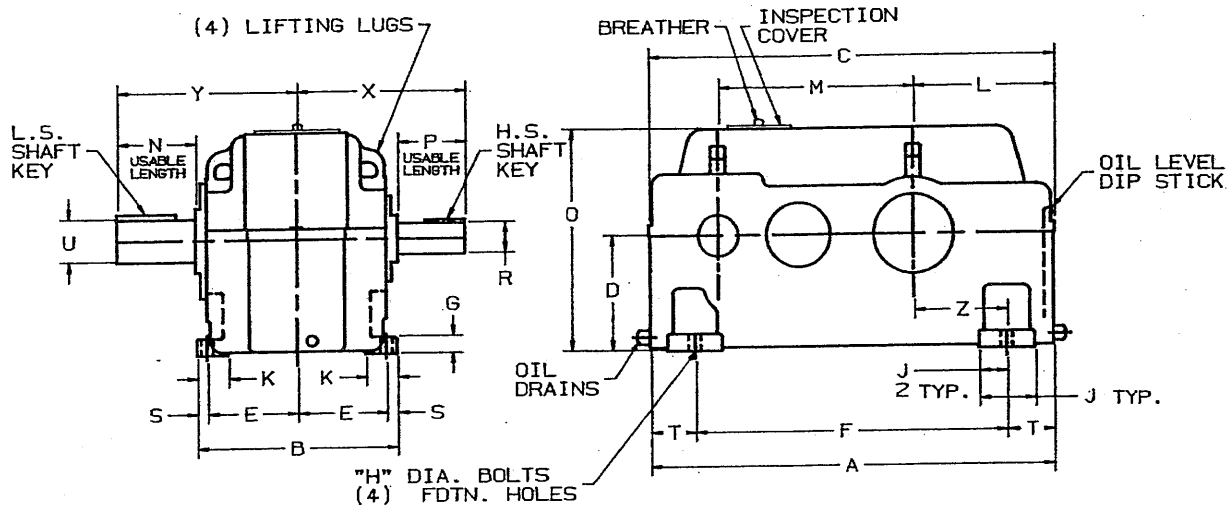 (4) LIFTING LUGS
BREATHER
INSPECTION
COVER
C
Y
X
M
L
L.S.
SHAFT
KEY
N
USABLE
LENGTH
P
USABLE
LENGTH
H.S.
SHAFT
KEY
OIL LEVEL
DIP STICK
O
U
R
D
G
Z
K
K
OIL
DRAINS
J
2 TYP.
J TYP.
S
E
E
S
T
F
T
B
A
"H" DIA. BOLTS
(4) FDTN. HOLES